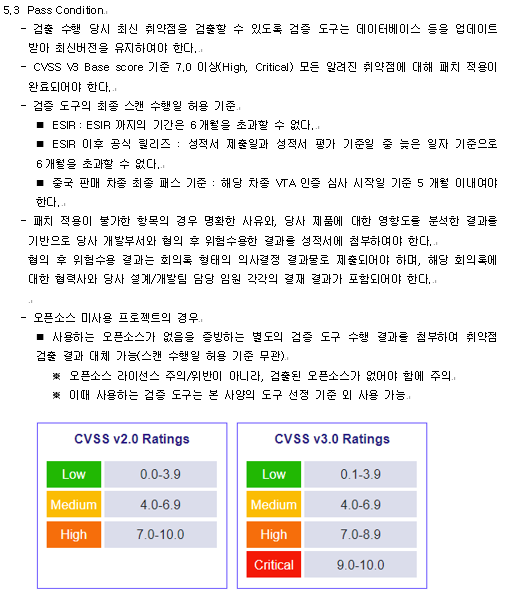 5.3 Pass Condition
- 검출 수행 당시 최신 취약점을 검출할 수 있도록 검증 도구는 데이터베이스 등을 업데이트
받아 최신버전을 유지하여야 한다.
- CVSS V3 Base score 기준 7.0 이상(High, Critical) 모든 알려진 취약점에 대해 패치 적용이
완료되어야 한다.
- 검증 도구의 최종 스캔 수행일 허용 기준
■ ESIR : ESIR 까지의 기간은 6개월을 초과할 수 없다.
■ ESIR 이후 공식 릴리즈 : 성적서 제출일과 성적서 평가 기준일 중 늦은 일자 기준으로
6개월을 초과할 수 없다.
■ 중국 판매 차종 최종 패스 기준 : 해당 차종 VTA 인증 심사 시작일 기준 5 개월 이내여야
한다.
- 패치 적용이 불가한 항목의 경우 명확한 사유와, 당사 제품에 대한 영향도를 분석한 결과를
기반으로 당사 개발부서와 협의 후 위험수용한 결과를 성적서에 첨부하여야 한다.
협의 후 위험수용 결과는 회의록 형태의 의사결정 결과물로 제출되어야 하며, 해당 회의록에
대한 협력사와 당사 설계/개발팀 담당 임원 각각의 결재 결과가 포함되어야 한다.
- 오픈소스 미사용 프로젝트의 경우
■ 사용하는 오픈소스가 없음을 증빙하는 별도의 검증 도구 수행 결과를 첨부하여 취약점
검출 결과 대체 가능(스캔 수행일 허용 기준 무관)
※ 오픈소스 라이선스 주의/위반이 아니라, 검출된 오픈소스가 없어야 함에 주의
※ 이때 사용하는 검증 도구는 본 사양의 도구 선정 기준 외 사용 가능
CVSS v2.0 Ratings
Low 0.0-3.9
Medium 4.0-6.9
High 7.0-10.0
CVSS v3.0 Ratings
Low 0.1-3.9
Medium 4.0-6.9
High 7.0-8.9
Critical 9.0-10.0